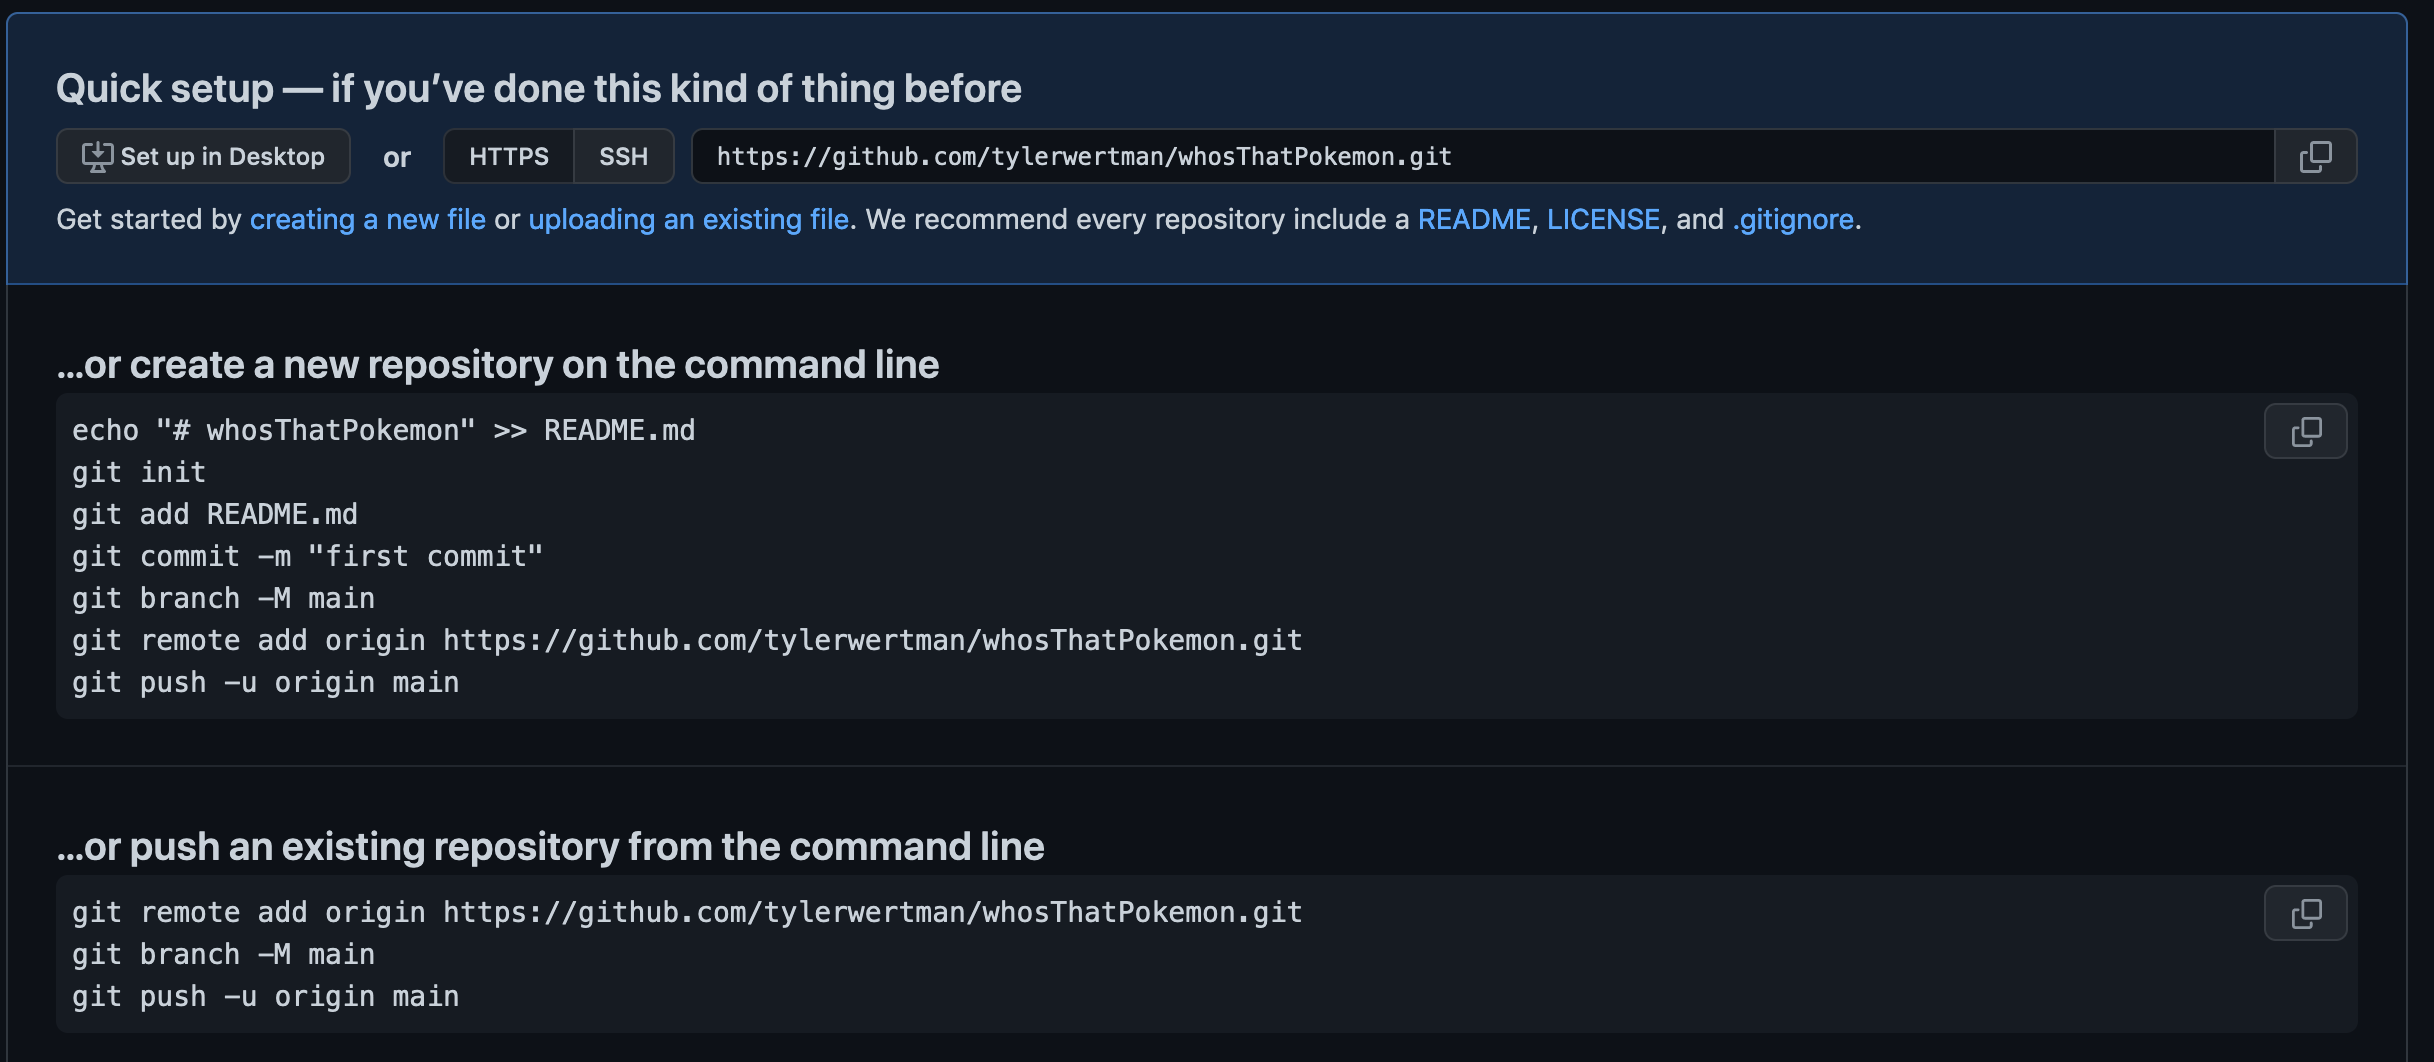 Quick setup — if you’ve done this kind of thing before
Set up in Desktop or HTTPS SSH https://github.com/tylerwertman/whosThatPokemon.git
Get started by creating a new file or uploading an existing file. We recommend every repository include a README, LICENSE, and .gitignore.
…or create a new repository on the command line
echo "# whosThatPokemon" >> README.md
git init
git add README.md
git commit -m "first commit"
git branch -M main
git remote add origin https://github.com/tylerwertman/whosThatPokemon.git
git push -u origin main
…or push an existing repository from the command line
git remote add origin https://github.com/tylerwertman/whosThatPokemon.git
git branch -M main
git push -u origin main